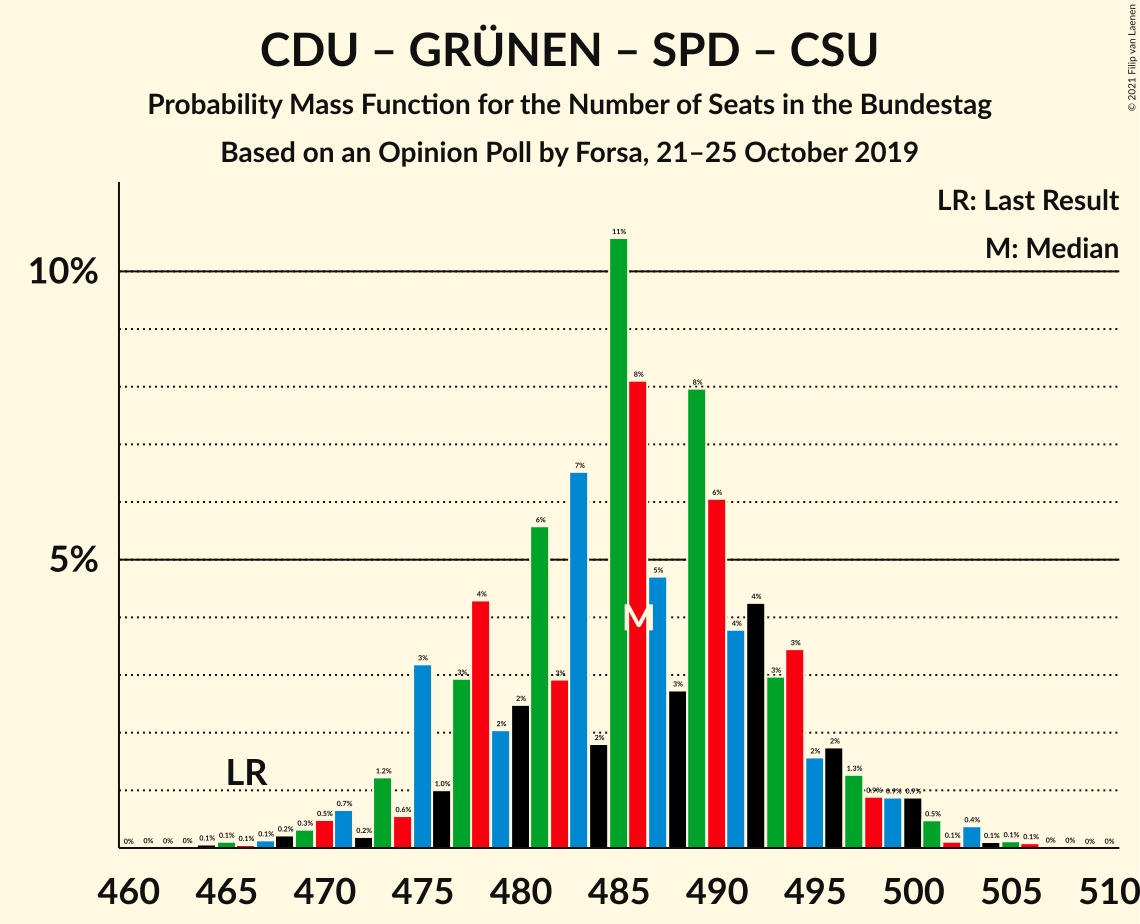 CDU – GRÜNEN – SPD – CSU
Probability Mass Function for the Number of Seats in the Bundestag
Based on an Opinion Poll by Forsa, 21–25 October 2019
© 2021 Filip van Laenen
LR: Last Result
M: Median
10%
5%
LR
M
0% 0% 0% 0% 0.1% 0.1% 0.1% 0.1% 0.2% 0.3% 0.5% 0.7% 0.2% 1.2% 0.6% 3% 1.0% 3% 4% 2% 2% 6% 3% 7% 2% 11% 8% 5% 3% 8% 6% 4% 4% 3% 3% 2% 2% 1.3% 0.9% 0.9% 0.9% 0.5% 0.1% 0.4% 0.1% 0.1% 0.1% 0% 0% 0% 0%
460 465 470 475 480 485 490 495 500 505 510